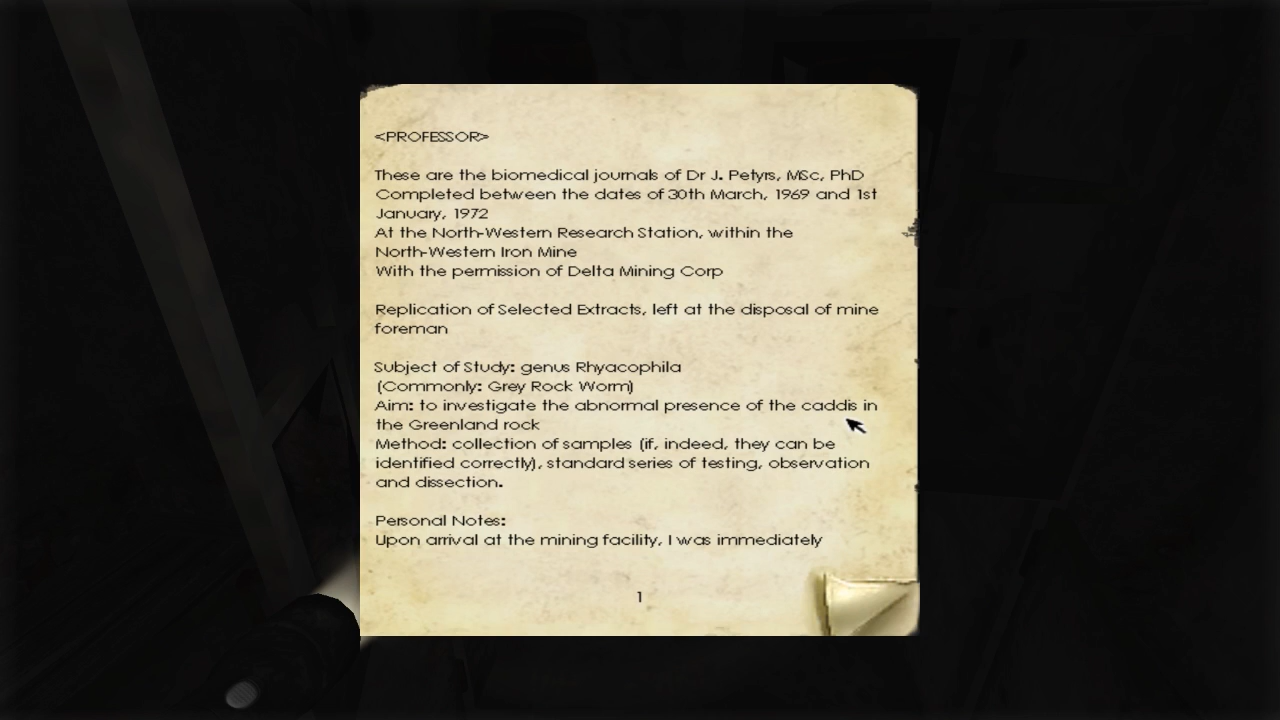 <PROFESSOR>
These are the biomedical journals of Dr J. Petyrs, MSc, PhD
Completed between the dates of 30th March, 1969 and 1st
January, 1972
At the North-Western Research Station, within the
North-Western Iron Mine
With the permission of Delta Mining Corp
Replication of Selected Extracts, left at the disposal of mine
foreman
Subject of Study: genus Rhyacophila
(Commonly: Grey Rock Worm)
Aim: to investigate the abnormal presence of the caddis in
the Greenland rock
Method: collection of samples (if, indeed, they can be
identified correctly), standard series of testing, observation
and dissection.
Personal Notes:
Upon arrival at the mining facility, I was immediately
1